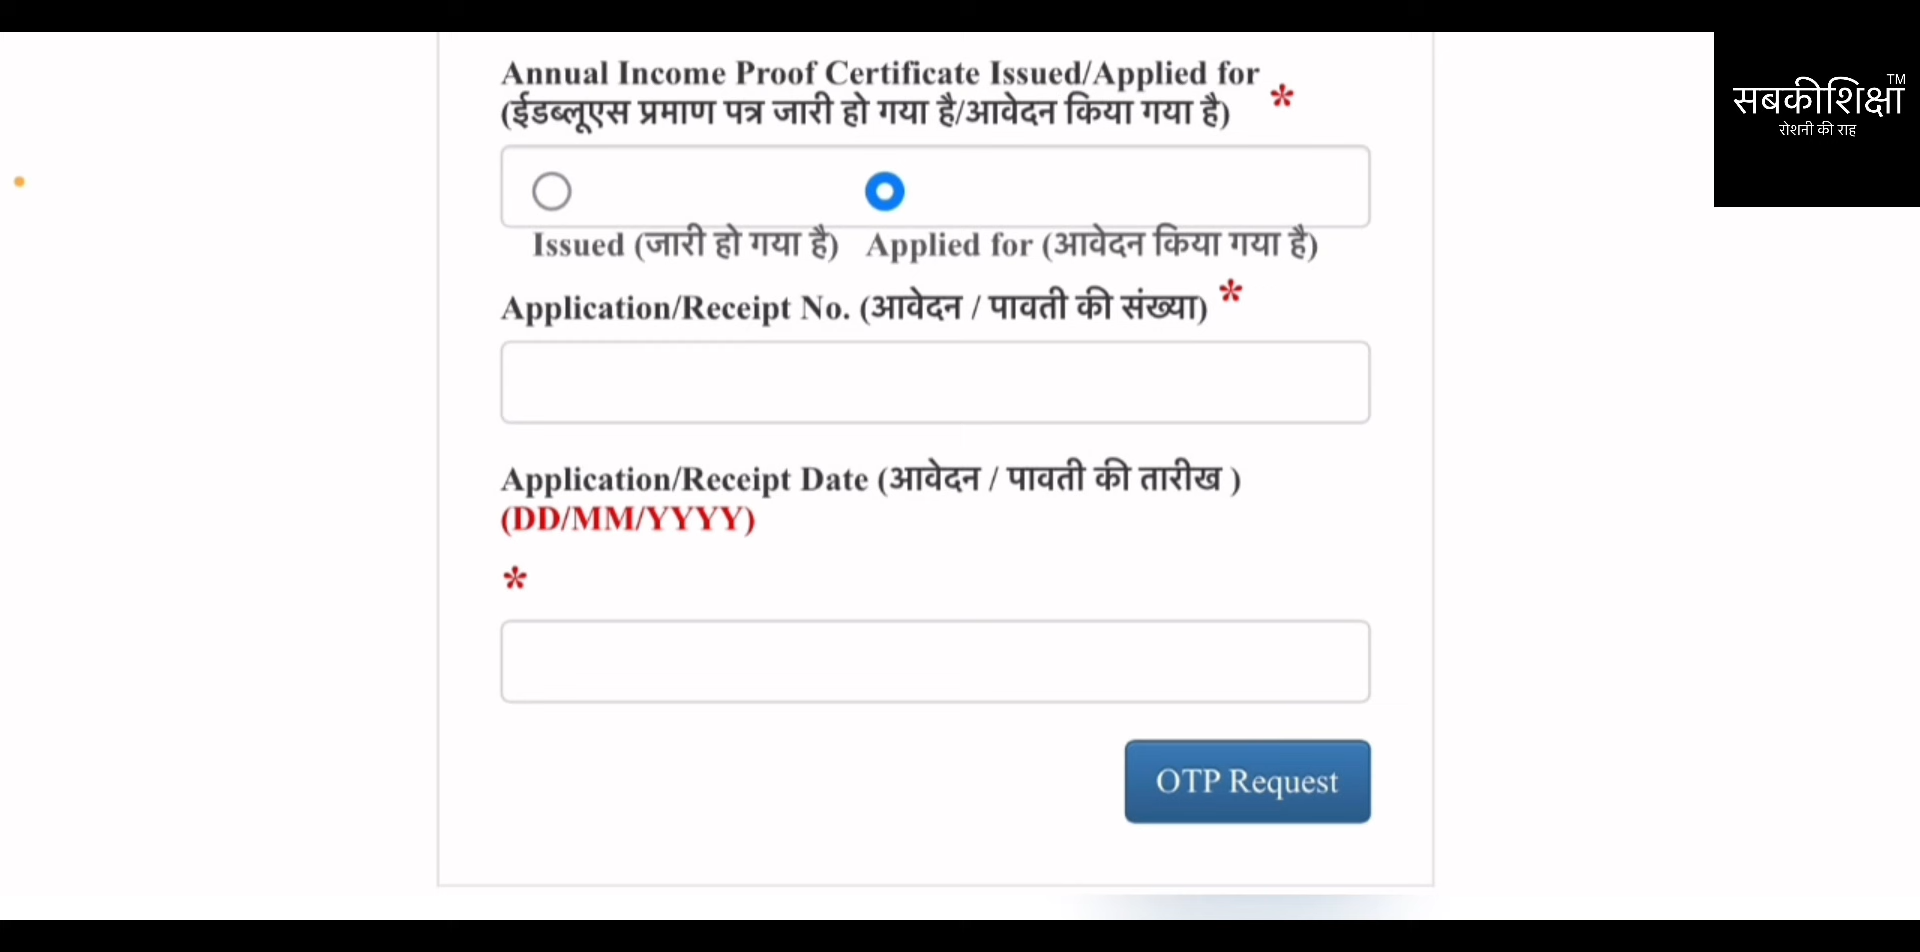 Annual Income Proof Certificate Issued/Applied for
(ईडब्लूएस प्रमाण पत्र जारी हो गया है/आवेदन किया गया है) *
Issued (जारी हो गया है) Applied for (आवेदन किया गया है)
Application/Receipt No. (आवेदन / पावती की संख्या) *
Application/Receipt Date (आवेदन / पावती की तारीख )
(DD/MM/YYYY)
*
OTP Request
सबकीशिक्षा TM
रोशनी की राह